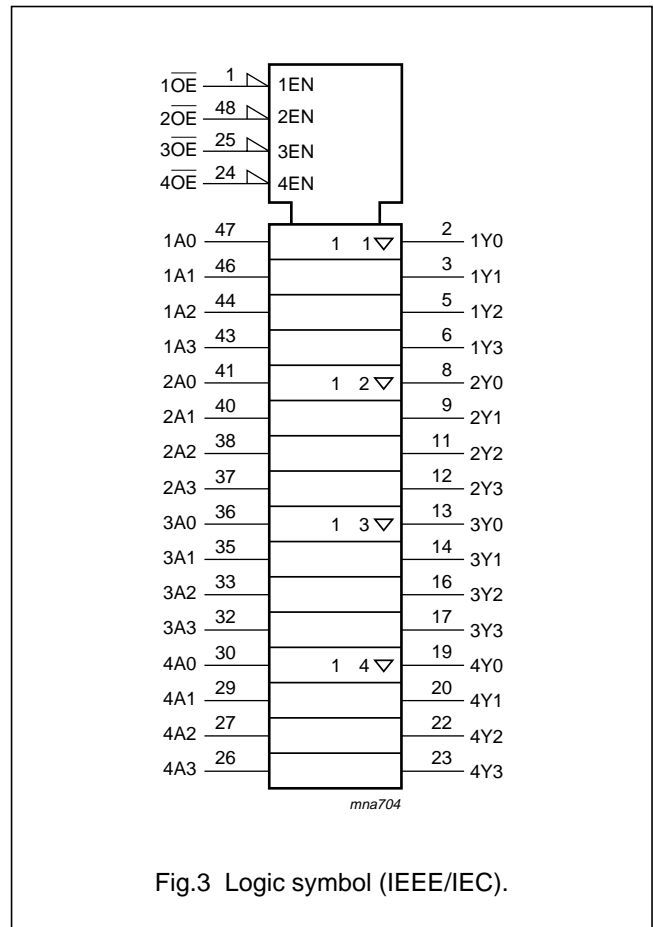 1O̅E̅ 1 1EN
2O̅E̅ 48 2EN
3O̅E̅ 25 3EN
4O̅E̅ 24 4EN
1A0 47 1 1▽ 2 1Y0
1A1 46 3 1Y1
1A2 44 5 1Y2
1A3 43 6 1Y3
2A0 41 1 2▽ 8 2Y0
2A1 40 9 2Y1
2A2 38 11 2Y2
2A3 37 12 2Y3
3A0 36 1 3▽ 13 3Y0
3A1 35 14 3Y1
3A2 33 16 3Y2
3A3 32 17 3Y3
4A0 30 1 4▽ 19 4Y0
4A1 29 20 4Y1
4A2 27 22 4Y2
4A3 26 23 4Y3
mna704
Fig.3 Logic symbol (IEEE/IEC).